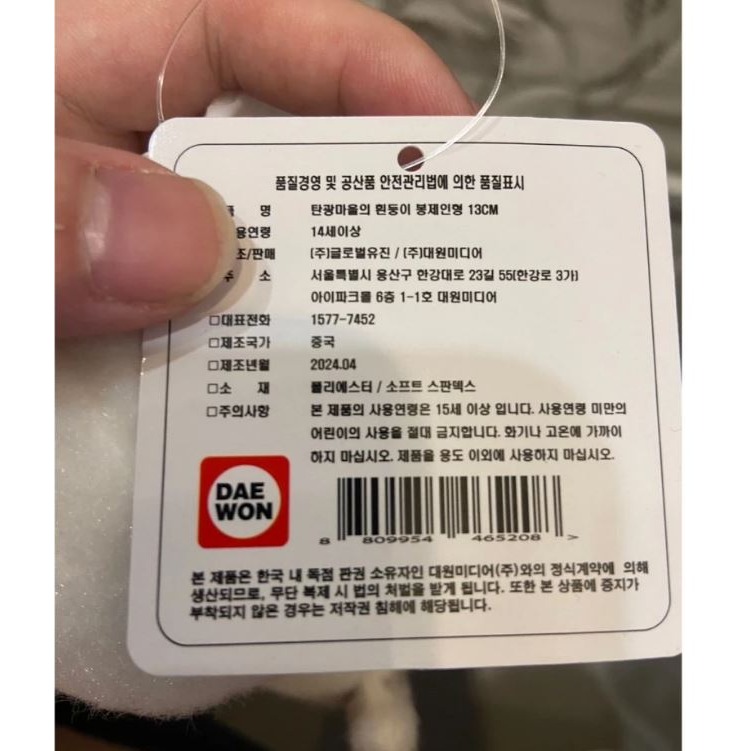 품질경영 및 공산품 안전관리법에 의한 품질표시
명 탄광마을의 흰둥이 봉제인형 13CM
용연령 14세이상
조/판매 (주)글로벌유진 / (주)대원미디어
주 소 서울특별시 용산구 한강대로 23길 55(한강로 3가)
아이파크몰 6층 1-1호 대원미디어
□대표전화 1577-7452
□제조국가 중국
□제조년월 2024.04
□소 재 폴리에스터 / 소프트 스판덱스
□주의사항 본 제품의 사용연령은 15세 이상 입니다. 사용연령 미만의
어린이의 사용을 절대 금지합니다. 화기나 고온에 가까이
하지 마십시오. 제품을 용도 이외에 사용하지 마십시오.
DAE
WON
8 809954 465208 >
본 제품은 한국 내 독점 판권 소유자인 대원미디어(주)와의 정식계약에 의해
생산되므로, 무단 복제 시 법의 처벌을 받게 됩니다. 또한 본 상품에 증지가
부착되지 않은 경우는 저작권 침해에 해당됩니다.